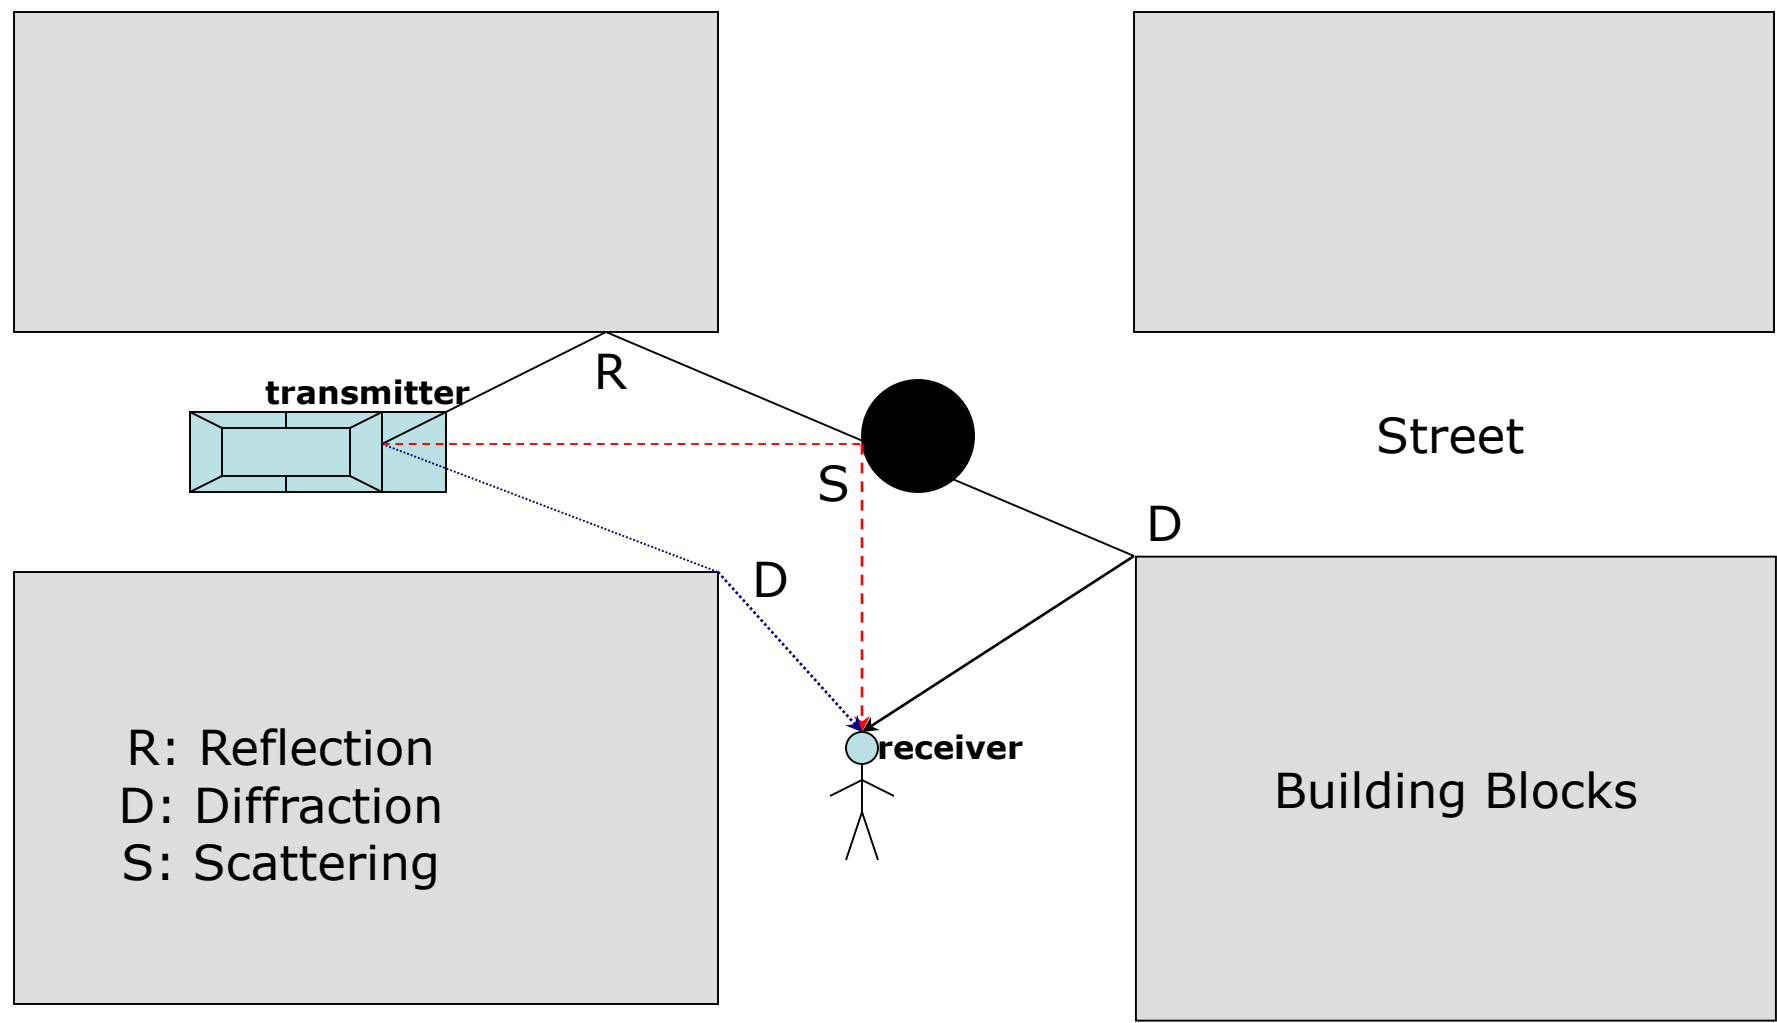 R
transmitter
Street
S
D
D
R: Reflection
D: Diffraction
S: Scattering
receiver
Building Blocks